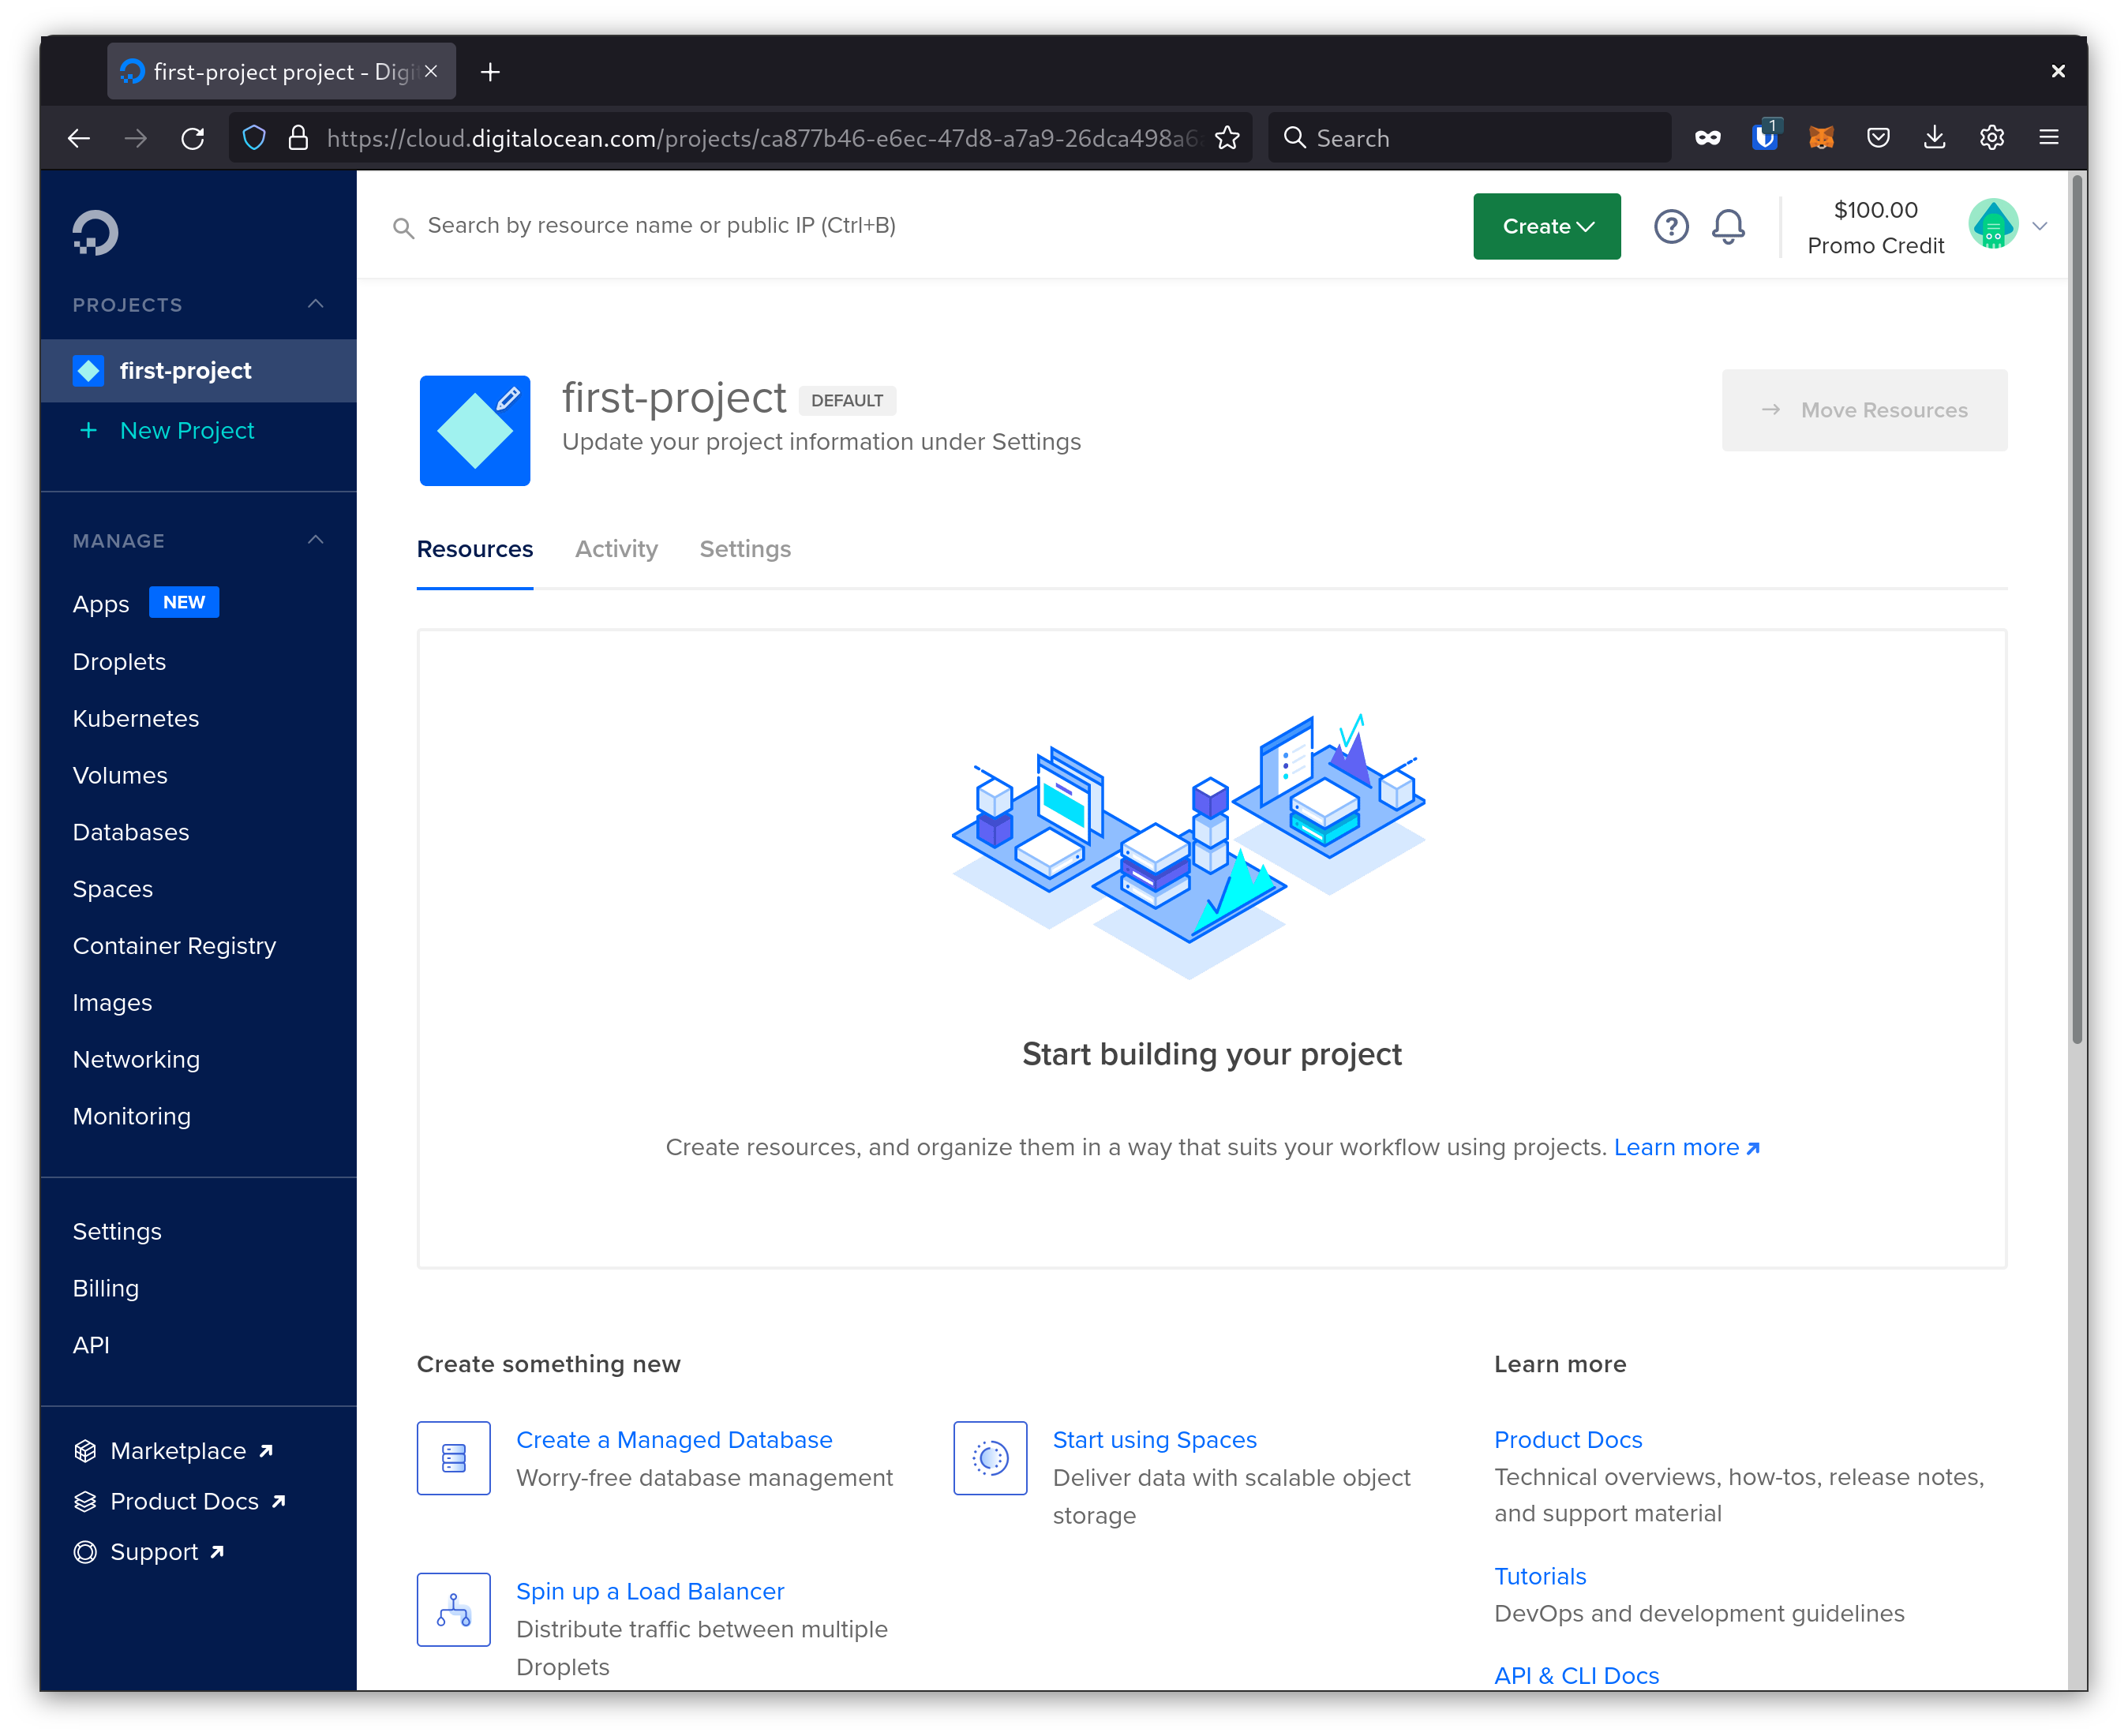 first-project project - Digi
https://cloud.digitalocean.com/projects/ca877b46-e6ec-47d8-a7a9-26dca498a6
Search
1
Search by resource name or public IP (Ctrl+B)
Create
$100.00
Promo Credit
PROJECTS
first-project
+ New Project
MANAGE
Apps NEW
Droplets
Kubernetes
Volumes
Databases
Spaces
Container Registry
Images
Networking
Monitoring
Settings
Billing
API
Marketplace
Product Docs
Support
first-project DEFAULT
Update your project information under Settings
Move Resources
Resources Activity Settings
Start building your project
Create resources, and organize them in a way that suits your workflow using projects. Learn more
Create something new
Create a Managed Database
Worry-free database management
Start using Spaces
Deliver data with scalable object
storage
Spin up a Load Balancer
Distribute traffic between multiple
Droplets
Learn more
Product Docs
Technical overviews, how-tos, release notes,
and support material
Tutorials
DevOps and development guidelines
API & CLI Docs